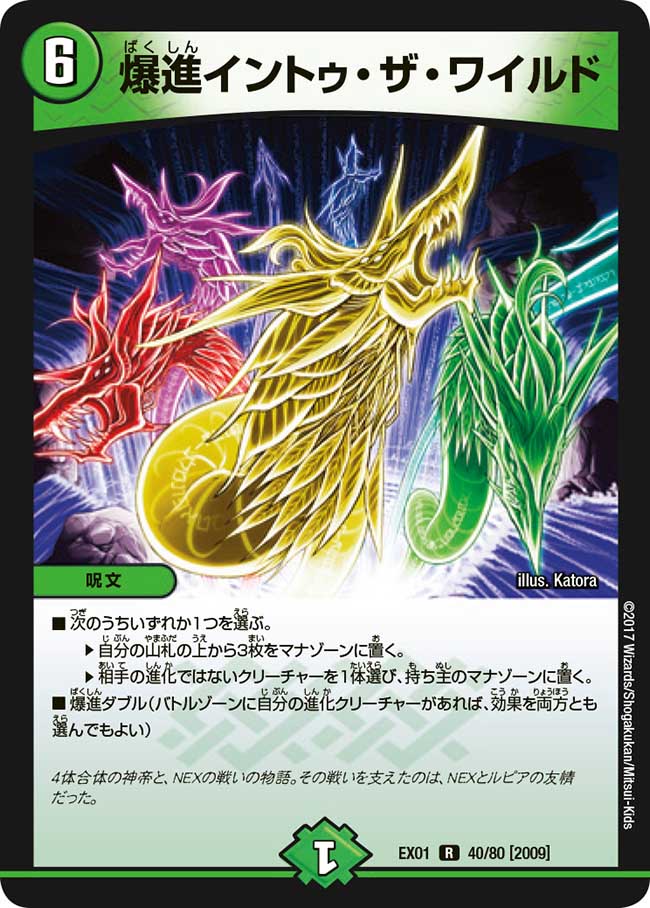 6
爆進イントゥ・ザ・ワイルド
illus. Katora
呪文
■ 次のうちいずれか1つを選ぶ。
▶自分の山札の上から3枚をマナゾーンに置く。
▶相手の進化ではないクリーチャーを1体選び、持ち主のマナゾーンに置く。
■ 爆進ダブル(バトルゾーンに自分の進化クリーチャーがあれば、効果を両方とも
選んでもよい)
4体合体の神帝と、NEXの戦いの物語。その戦いを支えたのは、NEXとルピアの友情
だった。
1
EX01 R 40/80 [2009]
©2017 Wizards/Shogakukan/Mitsui-Kids